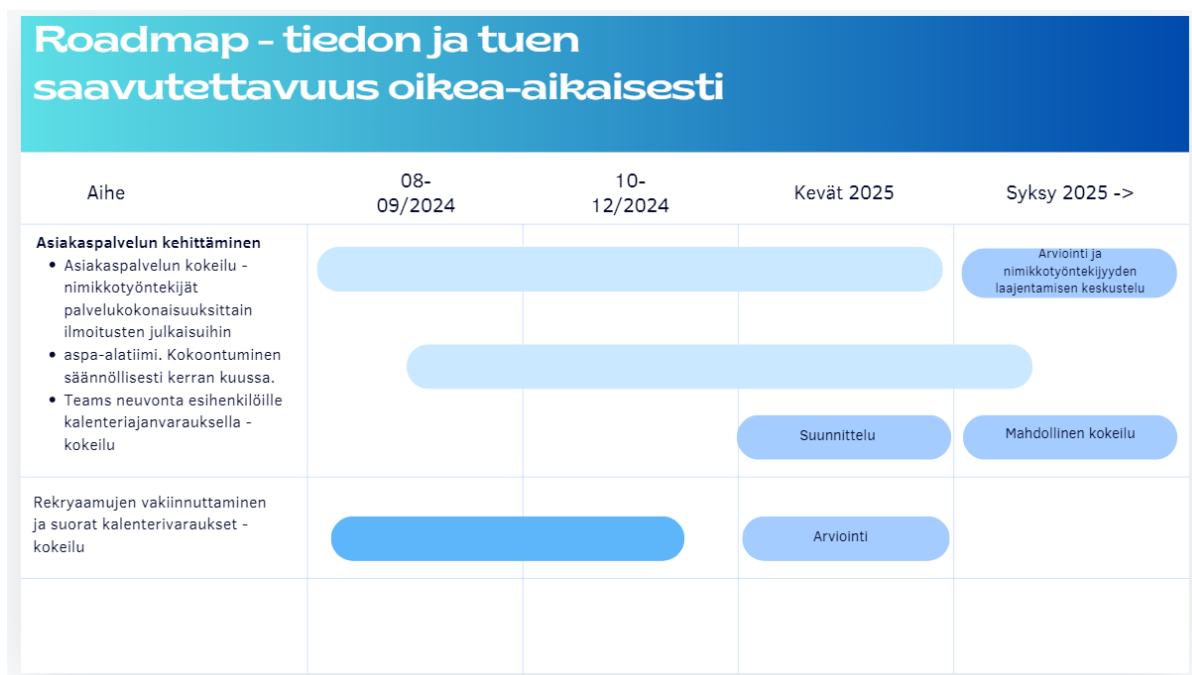 Roadmap - tiedon ja tuen
saavutettavuus oikea-aikaisesti
Aihe
08-
09/2024
10-
12/2024
Kevät 2025
Syksy 2025 ->
Asiakaspalvelun kehittäminen
• Asiakaspalvelun kokeilu -
nimikkotyöntekijät
palvelukokonaisuuksittain
ilmoitusten julkaisuihin
• aspa-alatiimi. Kokoontuminen
säännöllisesti kerran kuussa.
• Teams neuvonta esihenkilöille
kalenteriajanvarauksella -
kokeilu
Arviointi ja
nimikkotyöntekijyyden
laajentamisen keskustelu
Suunnittelu
Mahdollinen kokeilu
Rekryaamujen vakiinnuttaminen
ja suorat kalenterivaraukset -
kokeilu
Arviointi